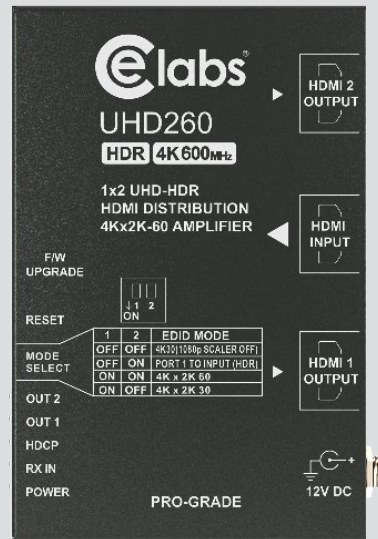 ce labs®
UHD260
HDR 4K600MHz
1x2 UHD-HDR
HDMI DISTRIBUTION
4Kx2K-60 AMPLIFIER
HDMI 2
OUTPUT
HDMI
INPUT
HDMI 1
OUTPUT
12V DC
F/W
UPGRADE
RESET
MODE
SELECT
OUT 2
OUT 1
HDCP
RX IN
POWER
↓1 2
ON
1 2 EDID MODE
OFF OFF 4K30(1080p SCALER OFF)
OFF ON PORT 1 TO INPUT (HDR)
ON ON 4K x 2K 60
ON OFF 4K x 2K 30
PRO-GRADE